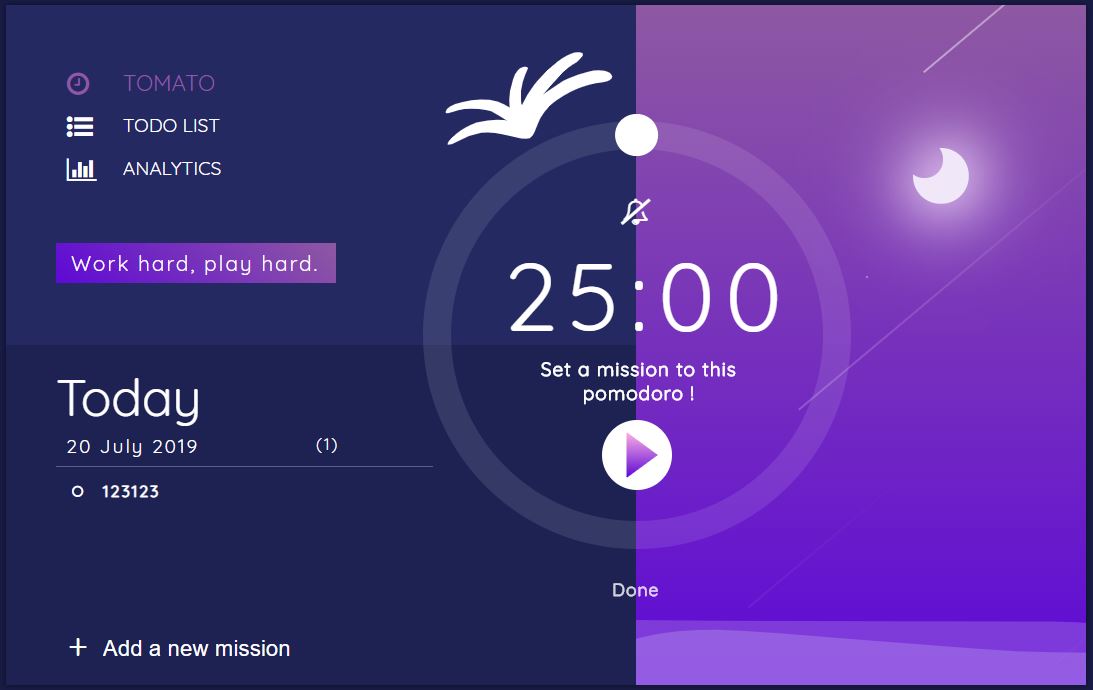 TOMATO
TODO LIST
ANALYTICS
Work hard, play hard.
25:00
Set a mission to this
pomodoro !
Today
20 July 2019 (1)
123123
Done
+ Add a new mission